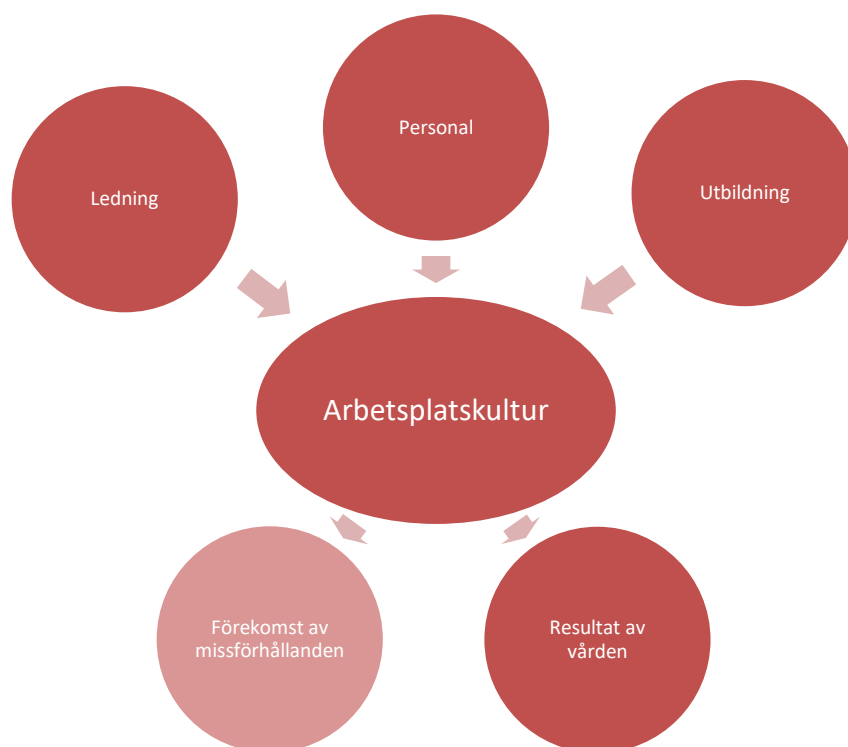 Personal
Ledning
Utbildning
Arbetsplatskultur
Förekomst av
missförhållanden
Resultat av
vården